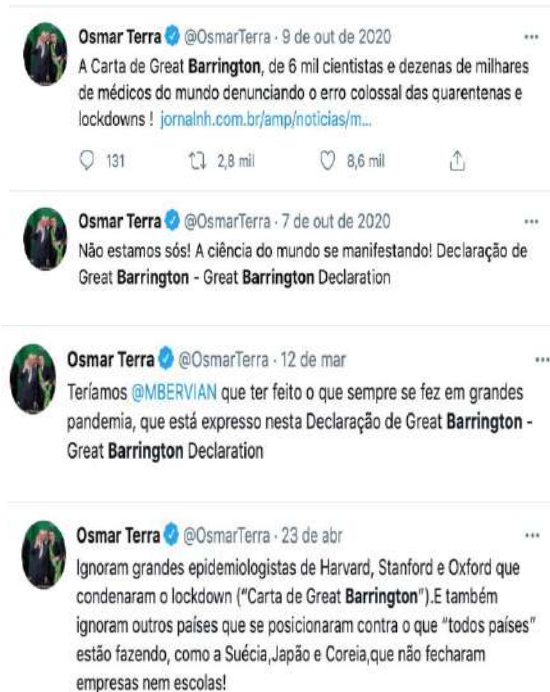 Osmar Terra @OsmarTerra · 9 de out de 2020
A Carta de Great Barrington, de 6 mil cientistas e dezenas de milhares
de médicos do mundo denunciando o erro colossal das quarentenas e
lockdowns ! jornalnh.com.br/amp/noticias/m...
131 2,8 mil 8,6 mil
Osmar Terra @OsmarTerra · 7 de out de 2020
Não estamos sós! A ciência do mundo se manifestando! Declaração de
Great Barrington - Great Barrington Declaration
Osmar Terra @OsmarTerra · 12 de mar
Teríamos @MBERVIAN que ter feito o que sempre se fez em grandes
pandemia, que está expresso nesta Declaração de Great Barrington -
Great Barrington Declaration
Osmar Terra @OsmarTerra · 23 de abr
Ignoram grandes epidemiologistas de Harvard, Stanford e Oxford que
condenaram o lockdown ("Carta de Great Barrington").E também
ignoram outros países que se posicionaram contra o que "todos países"
estão fazendo, como a Suécia,Japão e Coreia,que não fecharam
empresas nem escolas!